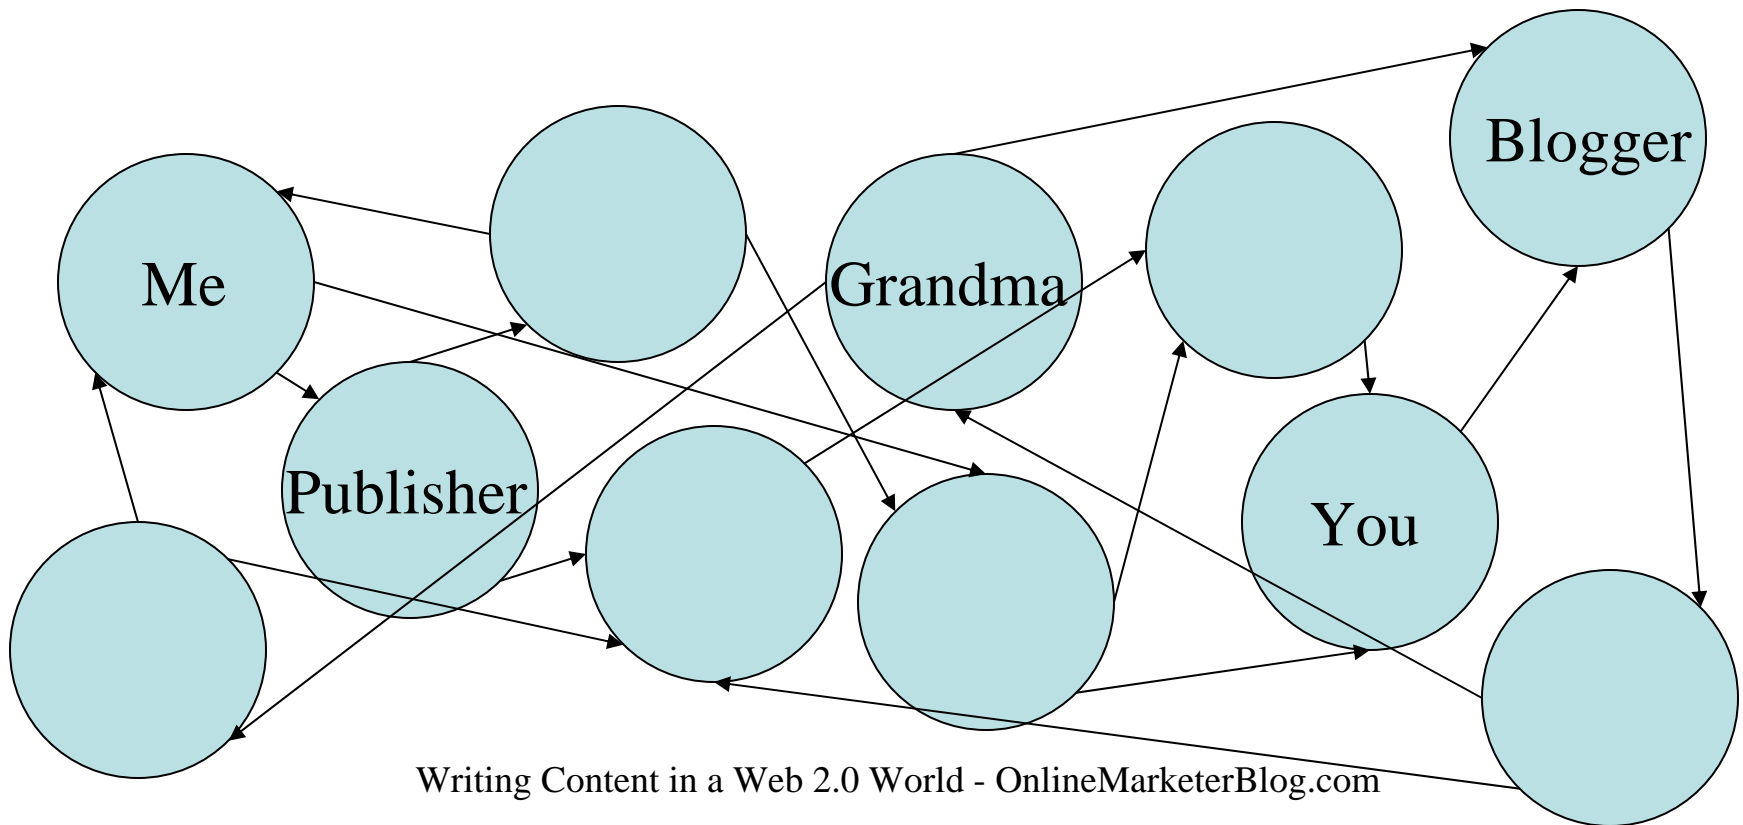 Blogger
Me
Grandma
Publisher
You
Writing Content in a Web 2.0 World - OnlineMarketerBlog.com